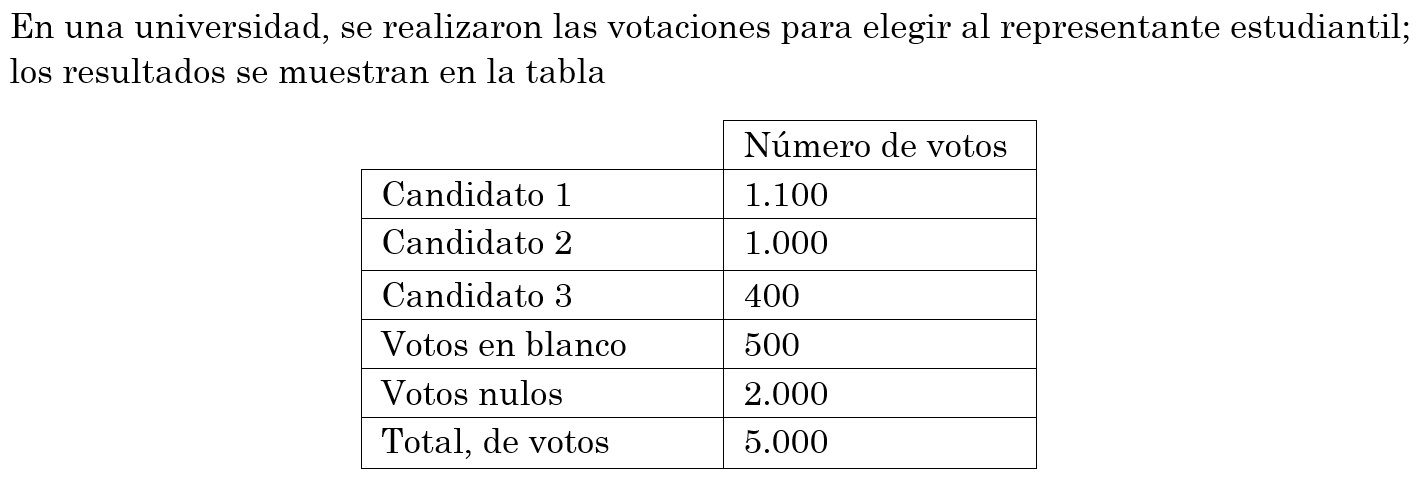 En una universidad, se realizaron las votaciones para elegir al representante estudiantil;
los resultados se muestran en la tabla
Número de votos
Candidato 1 1.100
Candidato 2 1.000
Candidato 3 400
Votos en blanco 500
Votos nulos 2.000
Total, de votos 5.000